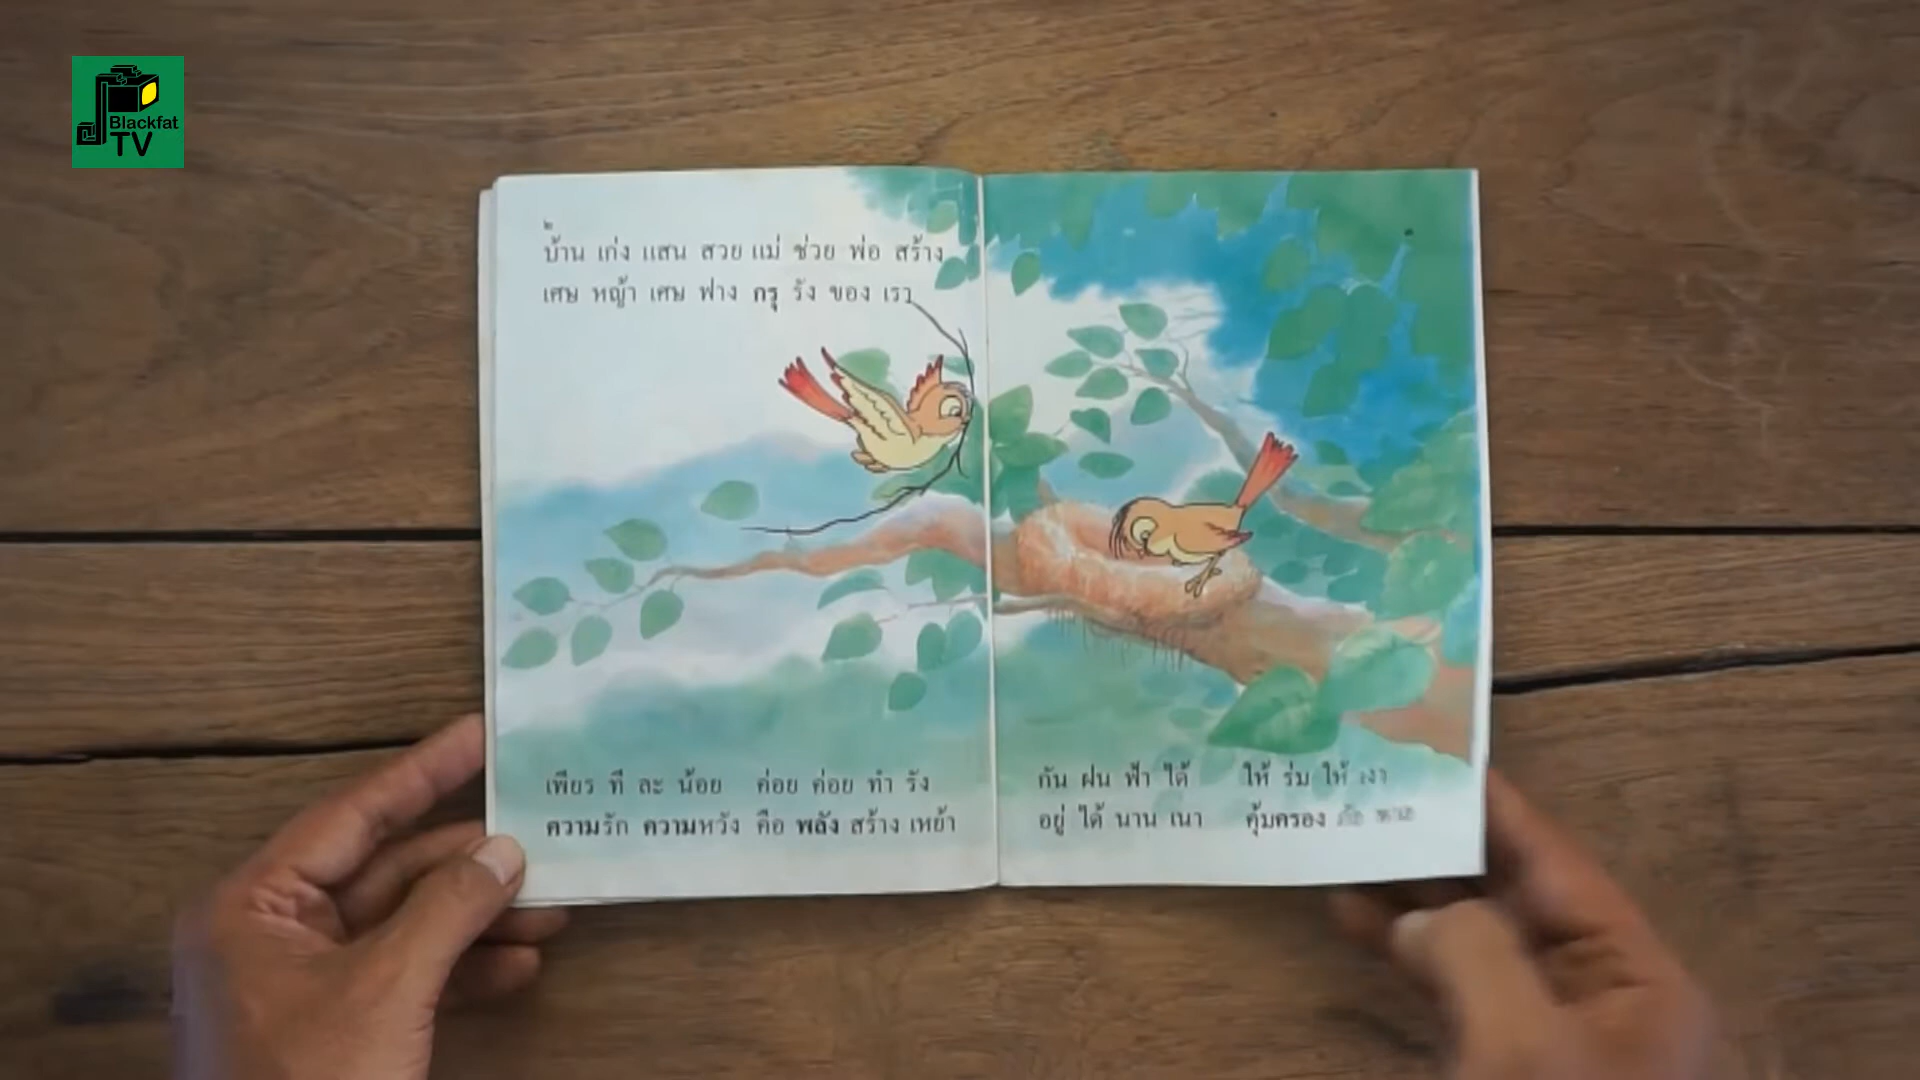 Blackfat
TV
๒
บ้าน เก่ง แสน สวย แม่ ช่วย พ่อ สร้าง
เศษ หญ้า เศษ ฟาง กรุ รัง ของ เรา
เพียร ที ละ น้อย ค่อย ค่อย ทำ รัง
ความรัก ความหวัง คือ พลัง สร้าง เหย้า
กัน ฝน ฟ้า ได้ ให้ ร่ม ให้ เงา
อยู่ ได้ นาน เนา คุ้มครอง